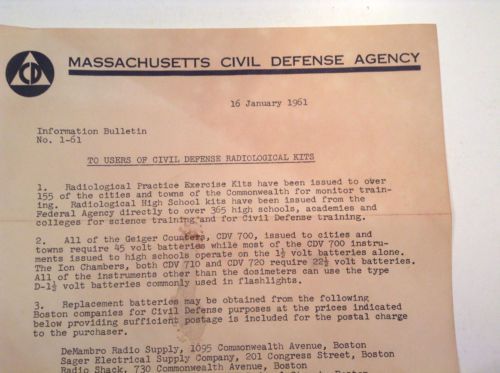 CD
MASSACHUSETTS CIVIL DEFENSE AGENCY
16 January 1961
Information Bulletin
No. 1-61
TO USERS OF CIVIL DEFENSE RADIOLOGICAL KITS
1. Radiological Practice Exercise Kits have been issued to over
155 of the cities and towns of the Commonwealth for monitor train-
ing. Radiological High School kits have been issued from the
Federal Agency directly to over 365 high schools, academies and
colleges for science training and for Civil Defense training.
2. All of the Geiger Counters, CDV 700, issued to cities and
towns require 45 volt batteries while most of the CDV 700 instru-
ments issued to high schools operate on the 1½ volt batteries alone.
The Ion Chambers, both CDV 710 and CDV 720 require 22½ volt batteries.
All of the instruments other than the dosimeters can use the type
D-1½ volt batteries commonly used in flashlights.
3. Replacement batteries may be obtained from the following
Boston companies for Civil Defense purposes at the prices indicated
below providing sufficient postage is included for the postal charge
to the purchaser.
DeMambro Radio Supply, 1095 Commonwealth Avenue, Boston
Sager Electrical Supply Company, 201 Congress Street, Boston
Radio Shack, 730 Commonwealth Avenue, Boston